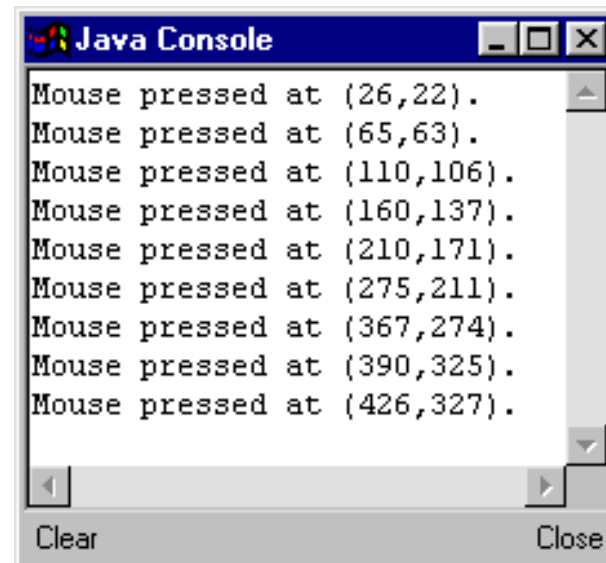 Java Console
Mouse pressed at (26,22).
Mouse pressed at (65,63).
Mouse pressed at (110,106).
Mouse pressed at (160,137).
Mouse pressed at (210,171).
Mouse pressed at (275,211).
Mouse pressed at (367,274).
Mouse pressed at (390,325).
Mouse pressed at (426,327).
Clear Close